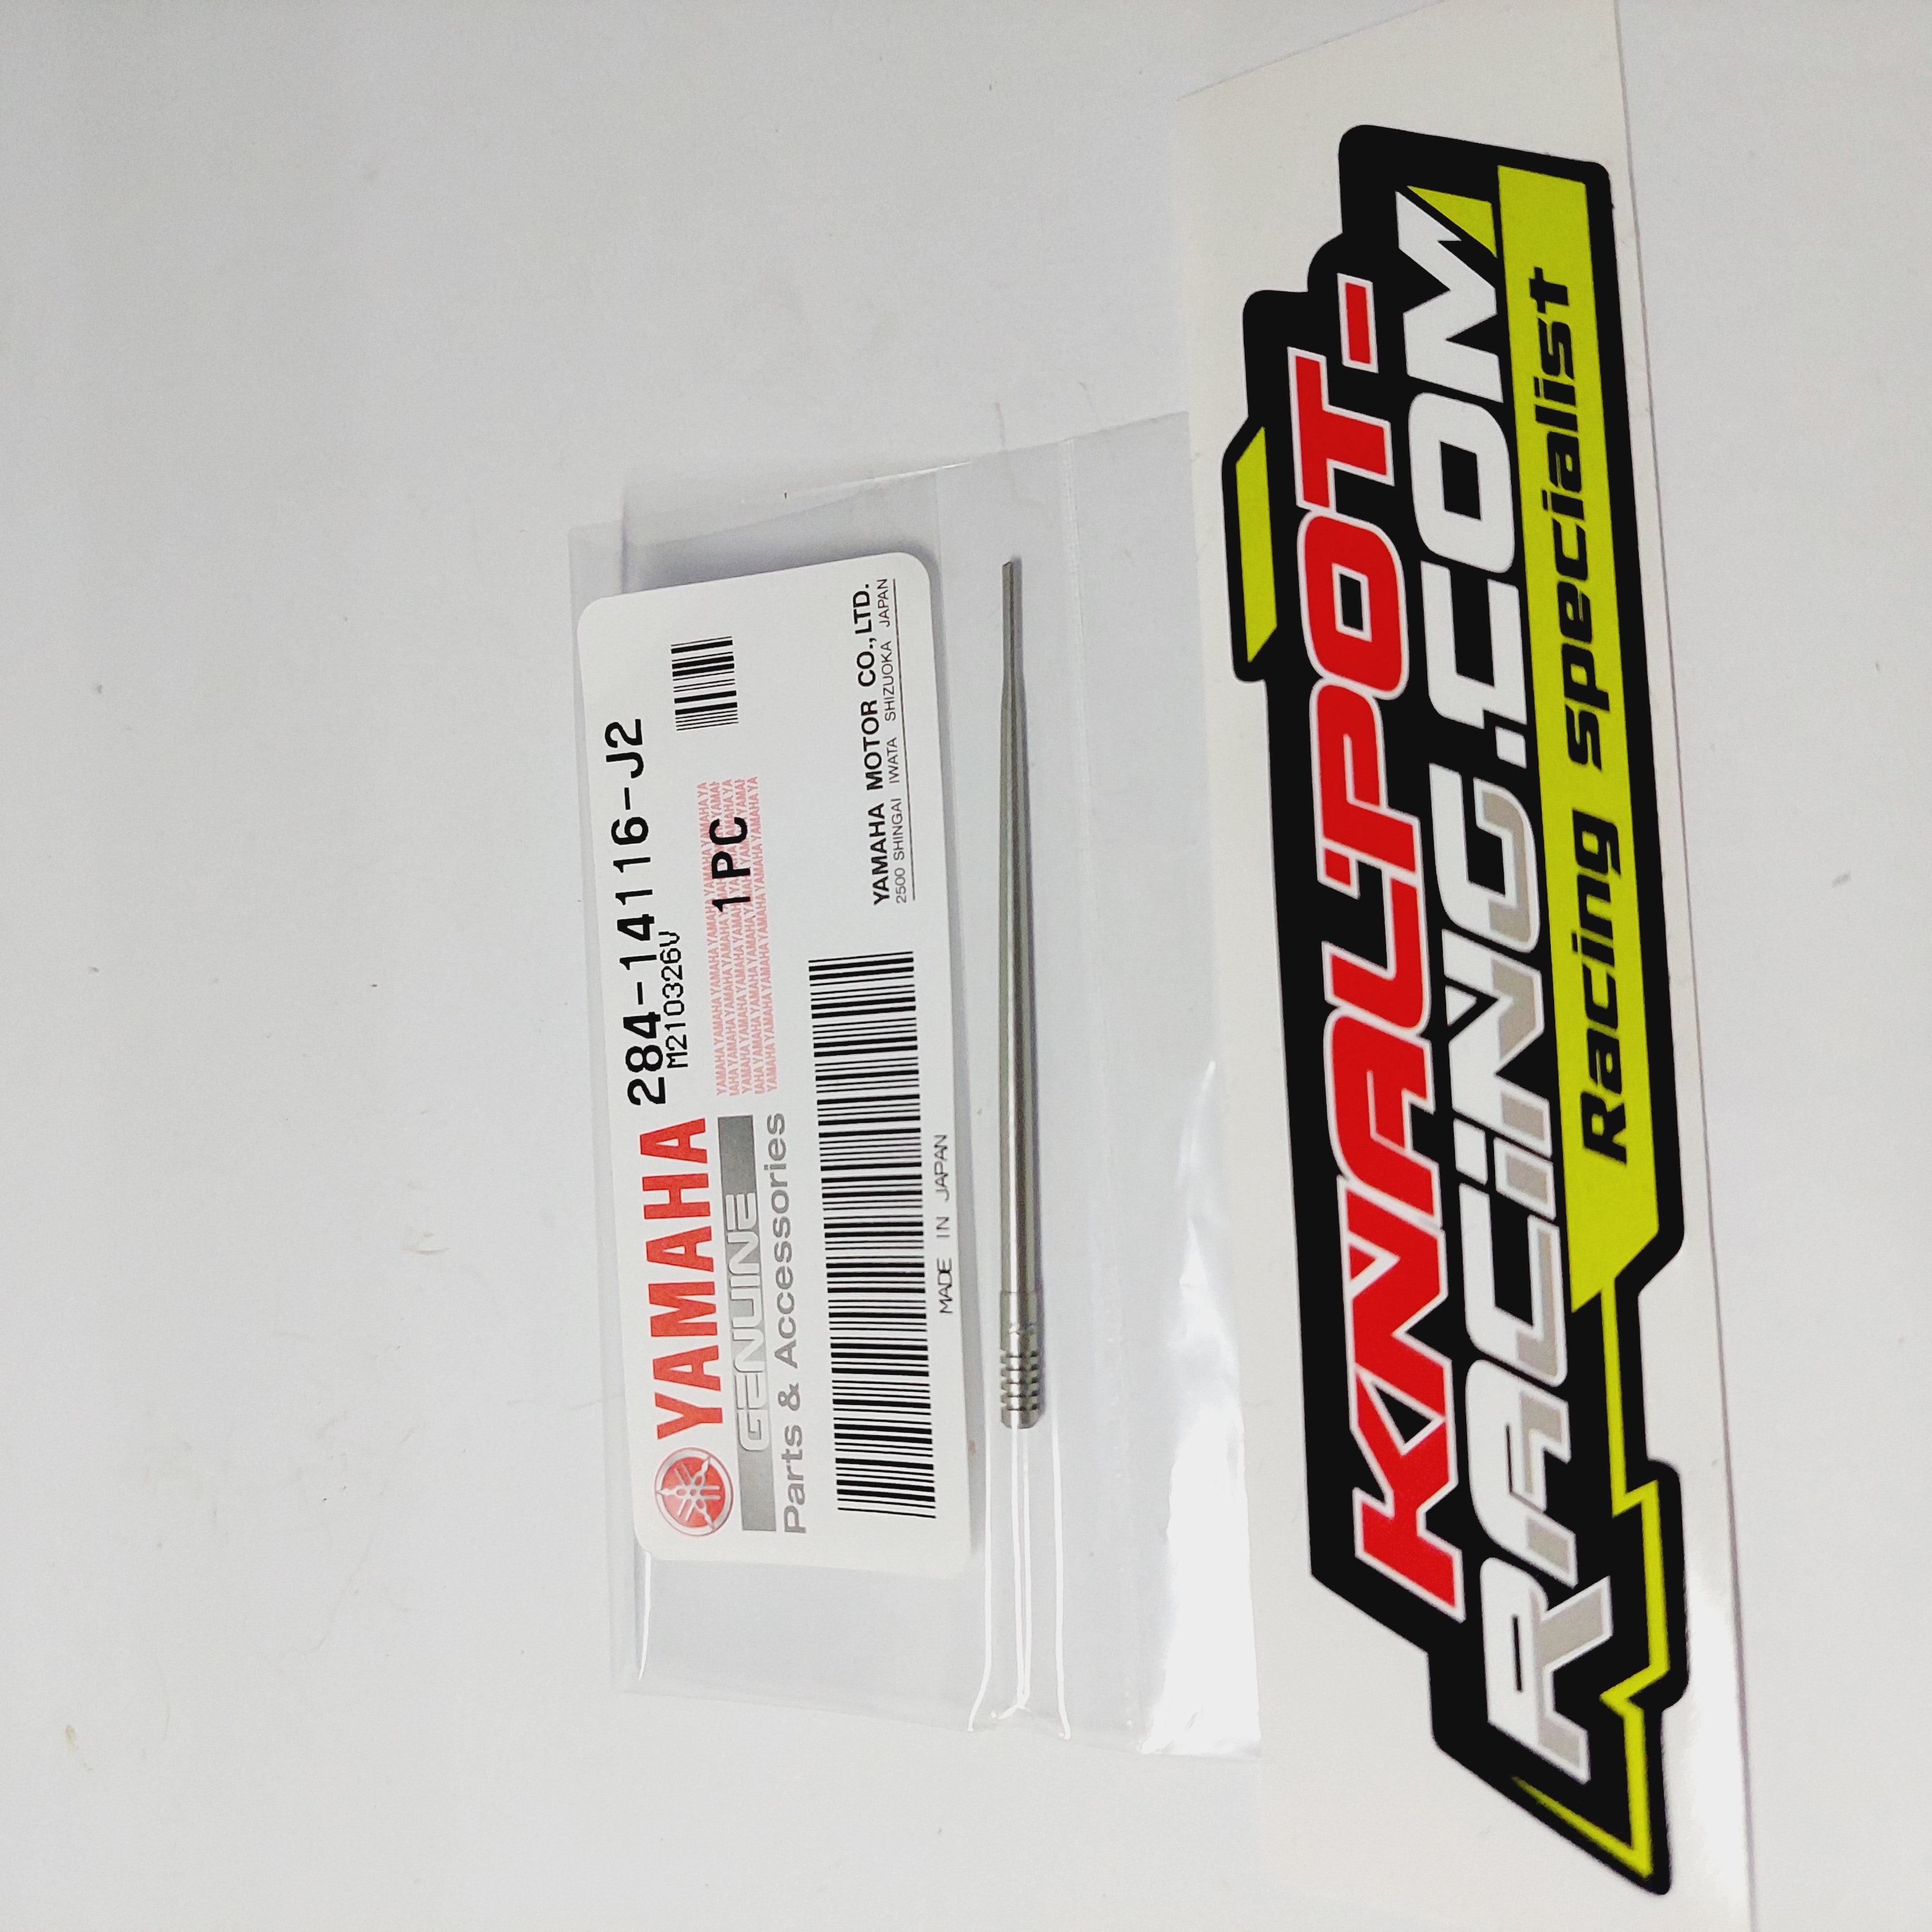 YAMAHA 284-14116-J2
M210326V
GENUINE
Parts & Accessories
1PC
YAMAHA MOTOR CO.,LTD.
2500 SHINGAI IWATA SHIZUOKA JAPAN
MADE IN JAPAN
KNALPOT-
RACING.COM
Racing specialist